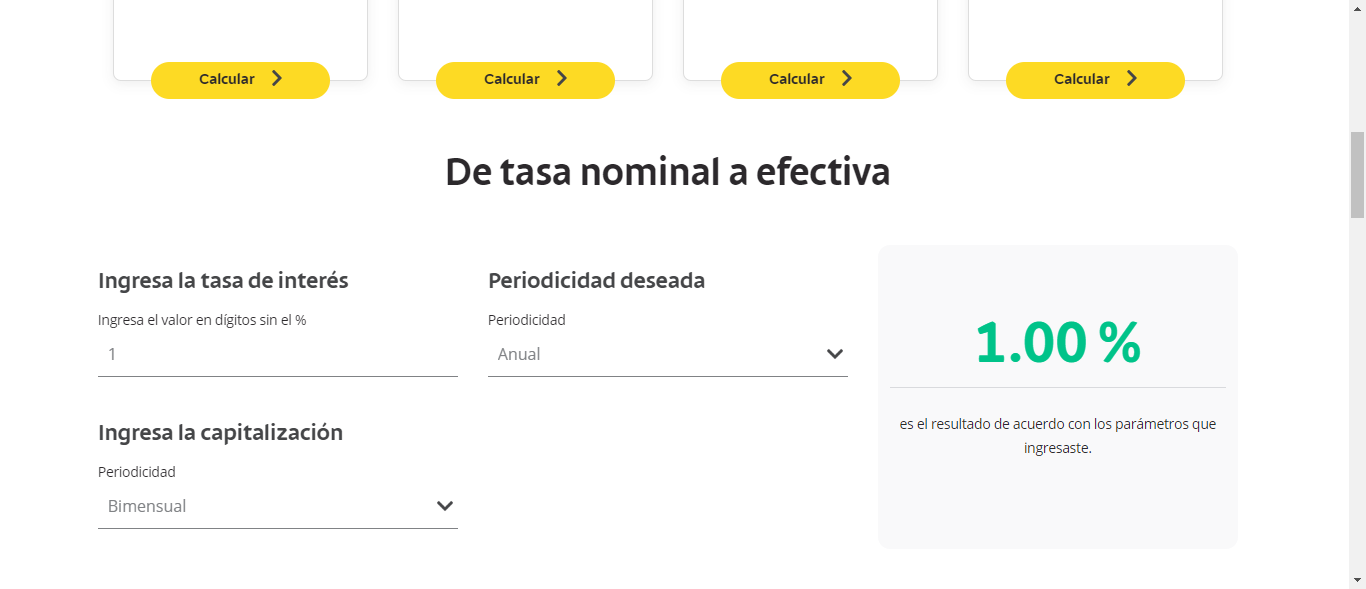 Calcular
Calcular
Calcular
Calcular
De tasa nominal a efectiva
Ingresa la tasa de interés
Ingresa el valor en dígitos sin el %
1
Ingresa la capitalización
Periodicidad
Bimensual
Periodicidad deseada
Periodicidad
Anual
1.00 %
es el resultado de acuerdo con los parámetros que
ingresaste.